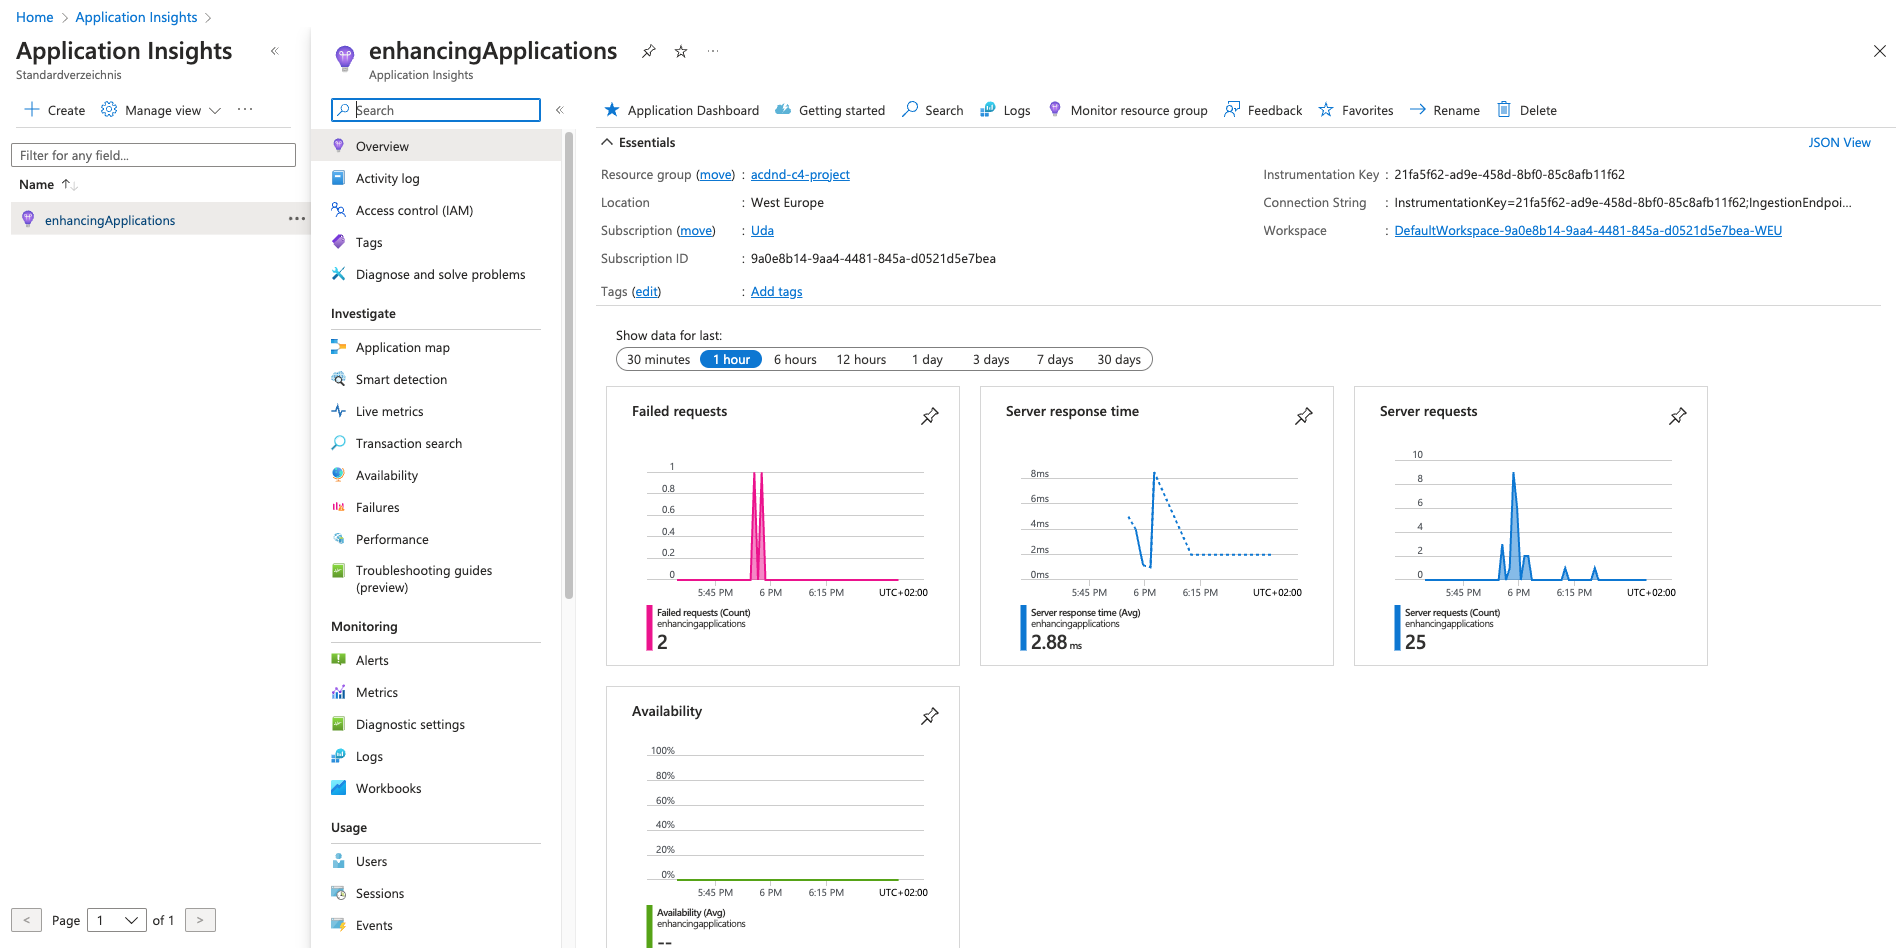 Home > Application Insights >
Application Insights
Standardverzeichnis
Create
Manage view
Filter for any field...
Name
enhancingApplications
< Page 1 of 1 >
enhancingApplications
Application Insights
Search
Overview
Activity log
Access control (IAM)
Tags
Diagnose and solve problems
Investigate
Application map
Smart detection
Live metrics
Transaction search
Availability
Failures
Performance
Troubleshooting guides
(preview)
Monitoring
Alerts
Metrics
Diagnostic settings
Logs
Workbooks
Usage
Users
Sessions
Events
Application Dashboard
Getting started
Search
Logs
Monitor resource group
Feedback
Favorites
Rename
Delete
Essentials
JSON View
Resource group (move) : acdnd-c4-project
Location : West Europe
Subscription (move) : Uda
Subscription ID : 9a0e8b14-9aa4-4481-845a-d0521d5e7bea
Tags (edit) : Add tags
Instrumentation Key : 21fa5f62-ad9e-458d-8bf0-85c8afb11f62
Connection String : InstrumentationKey=21fa5f62-ad9e-458d-8bf0-85c8afb11f62;IngestionEndpoi...
Workspace : DefaultWorkspace-9a0e8b14-9aa4-4481-845a-d0521d5e7bea-WEU
Show data for last:
30 minutes 1 hour 6 hours 12 hours 1 day 3 days 7 days 30 days
Failed requests
1
0.8
0.6
0.4
0.2
0
5:45 PM 6 PM 6:15 PM UTC+02:00
Failed requests (Count)
enhancingapplications
2
Server response time
8ms
6ms
4ms
2ms
0ms
5:45 PM 6 PM 6:15 PM UTC+02:00
Server response time (Avg)
enhancingapplications
2.88 ms
Server requests
10
8
6
4
2
0
5:45 PM 6 PM 6:15 PM UTC+02:00
Server requests (Count)
enhancingapplications
25
Availability
100%
80%
60%
40%
20%
0%
5:45 PM 6 PM 6:15 PM UTC+02:00
Availability (Avg)
enhancingapplications
--